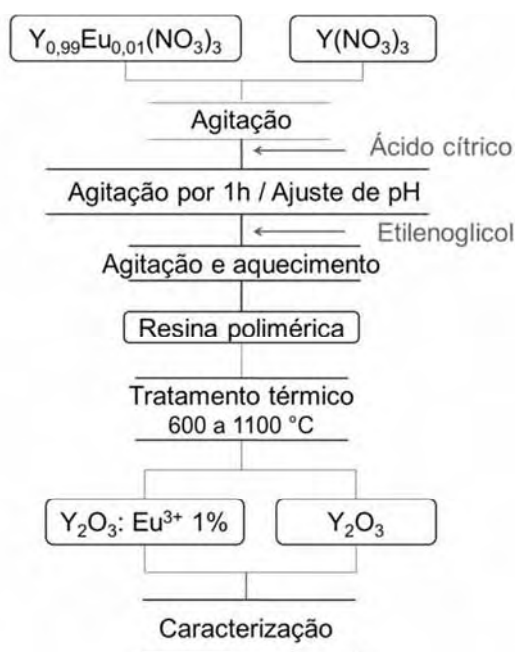 Y₀,₉₉Eu₀,₀₁(NO₃)₃
Y(NO₃)₃
Agitação
Ácido cítrico
Agitação por 1h / Ajuste de pH
Etilenoglicol
Agitação e aquecimento
Resina polimérica
Tratamento térmico
600 a 1100 °C
Y₂O₃: Eu³⁺ 1%
Y₂O₃
Caracterização